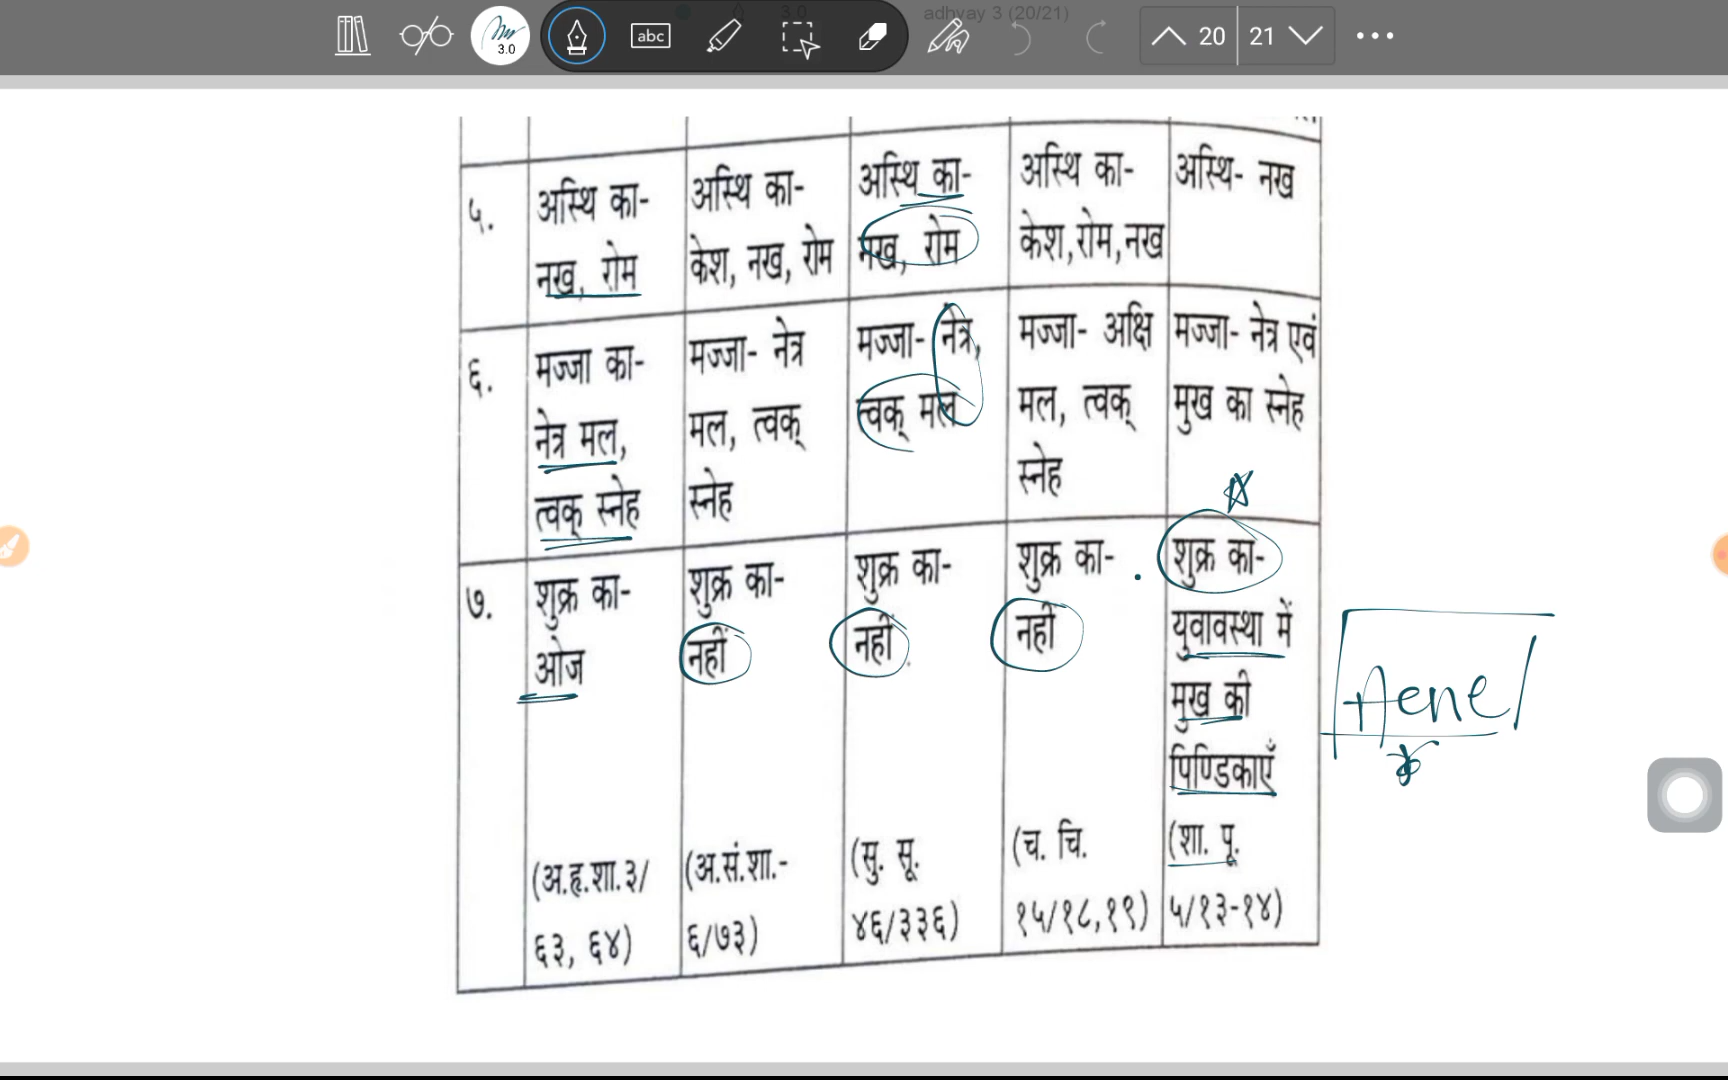 adhyay 3 (20/21)
3.0
abc
20 21
५.
अस्थि का-
नख, रोम
अस्थि का-
केश, नख, रोम
अस्थि का-
नख, रोम
अस्थि का-
केश,रोम,नख
अस्थि- नख
६.
मज्जा का-
नेत्र मल,
त्वक् स्नेह
मज्जा- नेत्र
मल, त्वक्
स्नेह
मज्जा- नेत्र,
त्वक् मल
मज्जा- अक्षि
मल, त्वक्
स्नेह
मज्जा- नेत्र एवं
मुख का स्नेह
७.
शुक्र का-
ओज
(अ.हृ.शा.३/
६३, ६४)
शुक्र का-
नहीं
(अ.सं.शा.-
६/७३)
शुक्र का-
नहीं
(सु. सू.
४६/३३६)
शुक्र का-
नहीं
(च. चि.
१५/१८,१९)
शुक्र का-
युवावस्था में
मुख की
पिण्डिकाएँ
(शा. पू.
५/१३-१४)